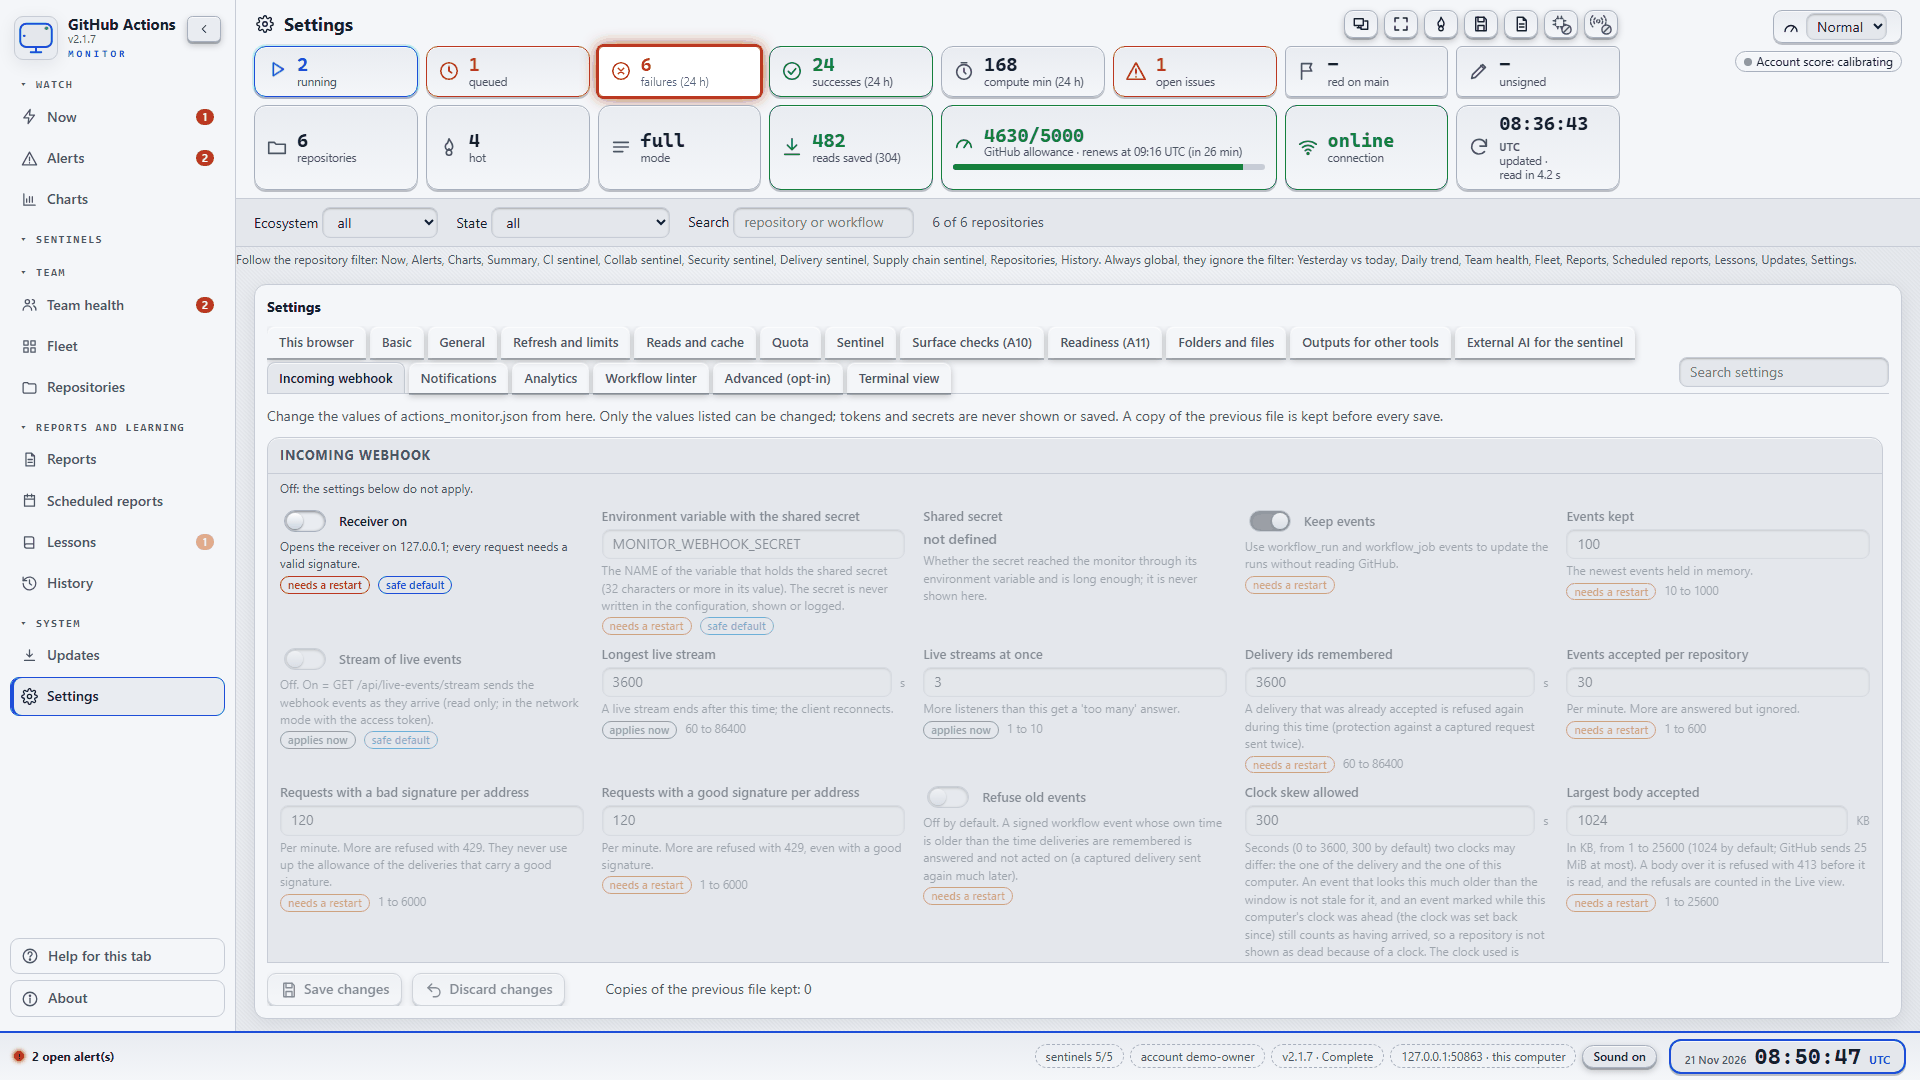 GitHub Actions
v2.1.7
MONITOR
WATCH
Now 1
Alerts 2
Charts
SENTINELS
TEAM
Team health 2
Fleet
Repositories
REPORTS AND LEARNING
Reports
Scheduled reports
Lessons 1
History
SYSTEM
Updates
Settings
Help for this tab
About
Settings
Normal
Account score: calibrating
2
running
1
queued
6
failures (24 h)
24
successes (24 h)
168
compute min (24 h)
1
open issues
–
red on main
–
unsigned
6
repositories
4
hot
full
mode
482
reads saved (304)
4630/5000
GitHub allowance · renews at 09:16 UTC (in 26 min)
online
connection
08:36:43
UTC
updated ·
read in 4.2 s
Ecosystem all State all Search repository or workflow 6 of 6 repositories
Follow the repository filter: Now, Alerts, Charts, Summary, CI sentinel, Collab sentinel, Security sentinel, Delivery sentinel, Supply chain sentinel, Repositories, History. Always global, they ignore the filter: Yesterday vs today, Daily trend, Team health, Fleet, Reports, Scheduled reports, Lessons, Updates, Settings.
Settings
This browser Basic General Refresh and limits Reads and cache Quota Sentinel Surface checks (A10) Readiness (A11) Folders and files Outputs for other tools External AI for the sentinel
Incoming webhook Notifications Analytics Workflow linter Advanced (opt-in) Terminal view Search settings
Change the values of actions_monitor.json from here. Only the values listed can be changed; tokens and secrets are never shown or saved. A copy of the previous file is kept before every save.
INCOMING WEBHOOK
Off: the settings below do not apply.
Receiver on
Opens the receiver on 127.0.0.1; every request needs a
valid signature.
needs a restart safe default
Environment variable with the shared secret
MONITOR_WEBHOOK_SECRET
The NAME of the variable that holds the shared secret
(32 characters or more in its value). The secret is never
written in the configuration, shown or logged.
needs a restart safe default
Shared secret
not defined
Whether the secret reached the monitor through its
environment variable and is long enough; it is never
shown here.
Keep events
Use workflow_run and workflow_job events to update the
runs without reading GitHub.
needs a restart
Events kept
100
The newest events held in memory.
needs a restart 10 to 1000
Stream of live events
Off. On = GET /api/live-events/stream sends the
webhook events as they arrive (read only; in the network
mode with the access token).
applies now safe default
Longest live stream
3600 s
A live stream ends after this time; the client reconnects.
applies now 60 to 86400
Live streams at once
3
More listeners than this get a 'too many' answer.
applies now 1 to 10
Delivery ids remembered
3600 s
A delivery that was already accepted is refused again
during this time (protection against a captured request
sent twice).
needs a restart 60 to 86400
Events accepted per repository
30
Per minute. More are answered but ignored.
needs a restart 1 to 600
Requests with a bad signature per address
120
Per minute. More are refused with 429. They never use
up the allowance of the deliveries that carry a good
signature.
needs a restart 1 to 6000
Requests with a good signature per address
120
Per minute. More are refused with 429, even with a good
signature.
needs a restart 1 to 6000
Refuse old events
Off by default. A signed workflow event whose own time
is older than the time deliveries are remembered is
answered and not acted on (a captured delivery sent
again much later).
needs a restart
Clock skew allowed
300 s
Seconds (0 to 3600, 300 by default) two clocks may
differ: the one of the delivery and the one of this
computer. An event that looks this much older than the
window is not stale for it, and an event marked while this
computer's clock was ahead (the clock was set back
since) still counts as having arrived, so a repository is not
shown as dead because of a clock. The clock used is
Largest body accepted
1024 KB
In KB, from 1 to 25600 (1024 by default; GitHub sends 25
MiB at most). A body over it is refused with 413 before it
is read, and the refusals are counted in the Live view.
needs a restart 1 to 25600
Save changes Discard changes Copies of the previous file kept: 0
2 open alert(s)
sentinels 5/5 account demo-owner v2.1.7 · Complete 127.0.0.1:50863 · this computer Sound on 21 Nov 2026 08:50:47 UTC